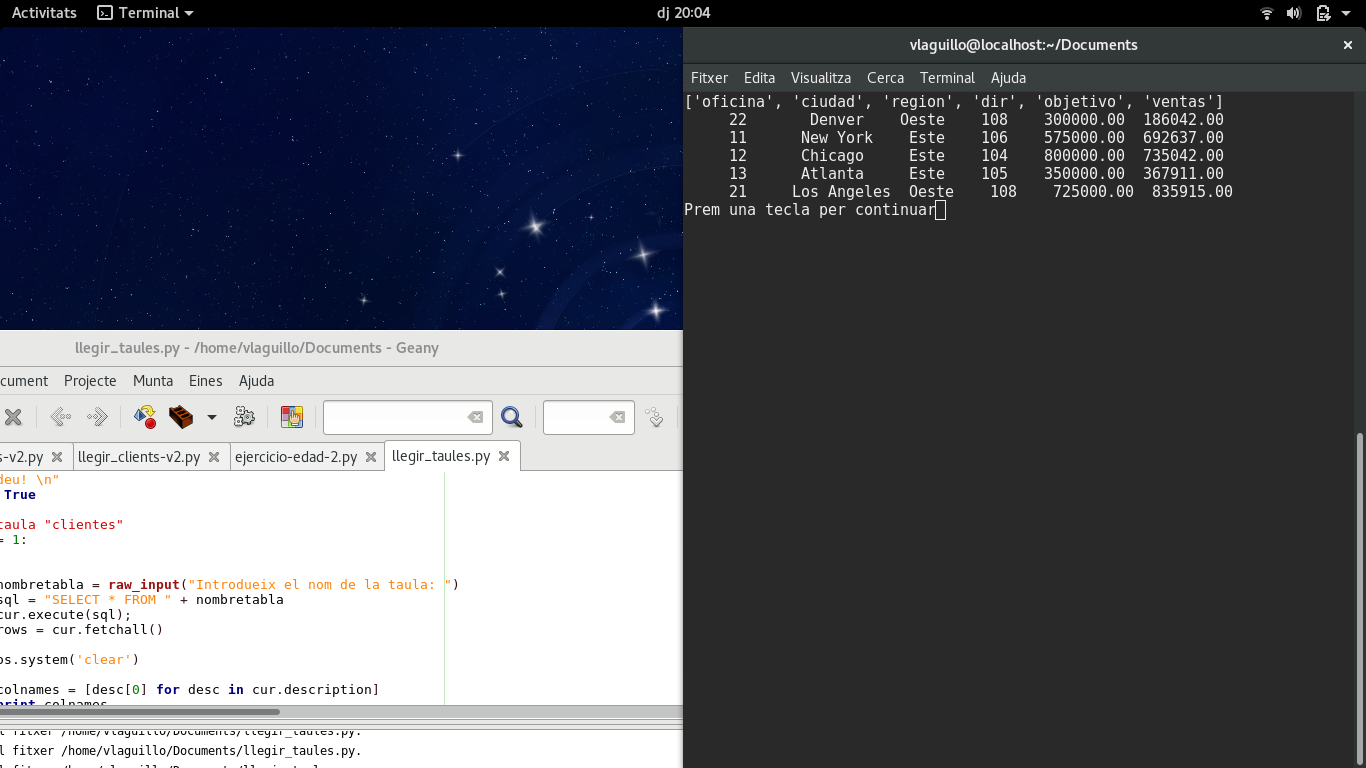 Activitats Terminal dj 20:04
vlaguillo@localhost:~/Documents
Fitxer Edita Visualitza Cerca Terminal Ajuda
['oficina', 'ciudad', 'region', 'dir', 'objetivo', 'ventas']
22 Denver Oeste 108 300000.00 186042.00
11 New York Este 106 575000.00 692637.00
12 Chicago Este 104 800000.00 735042.00
13 Atlanta Este 105 350000.00 367911.00
21 Los Angeles Oeste 108 725000.00 835915.00
Prem una tecla per continuar
llegir_taules.py - /home/vlaguillo/Documents - Geany
cument Projecte Munta Eines Ajuda
s-v2.py llegir_clients-v2.py ejercicio-edad-2.py llegir_taules.py
deu! \n"
True
taula "clientes"
= 1:
nombretabla = raw_input("Introdueix el nom de la taula: ")
sql = "SELECT * FROM " + nombretabla
cur.execute(sql);
rows = cur.fetchall()
os.system('clear')
colnames = [desc[0] for desc in cur.description]
print colnames
l fitxer /home/vlaguillo/Documents/llegir_taules.py.
l fitxer /home/vlaguillo/Documents/llegir_taules.py.